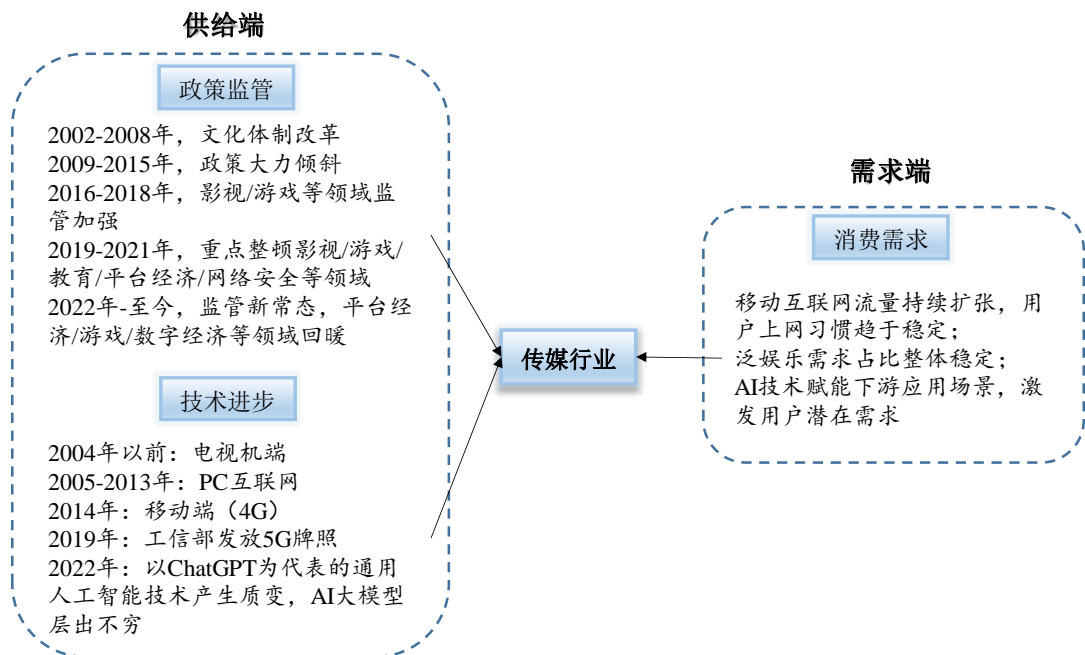 供给端
政策监管
2002-2008年，文化体制改革
2009-2015年，政策大力倾斜
2016-2018年，影视/游戏等领域监
管加强
2019-2021年，重点整顿影视/游戏/
教育/平台经济/网络安全等领域
2022年-至今，监管新常态，平台经
济/游戏/数字经济等领域回暖
技术进步
2004年以前：电视机端
2005-2013年：PC互联网
2014年：移动端（4G）
2019年：工信部发放5G牌照
2022年：以ChatGPT为代表的通用
人工智能技术产生质变，AI大模型
层出不穷
传媒行业
需求端
消费需求
移动互联网流量持续扩张，用
户上网习惯趋于稳定；
泛娱乐需求占比整体稳定；
AI技术赋能下游应用场景，激
发用户潜在需求